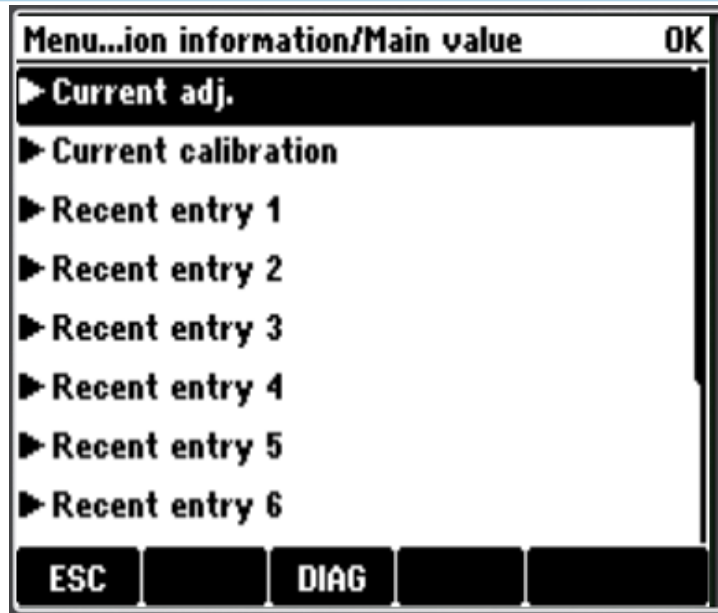 Menu...ion information/Main value OK
Current adj.
Current calibration
Recent entry 1
Recent entry 2
Recent entry 3
Recent entry 4
Recent entry 5
Recent entry 6
ESC DIAG